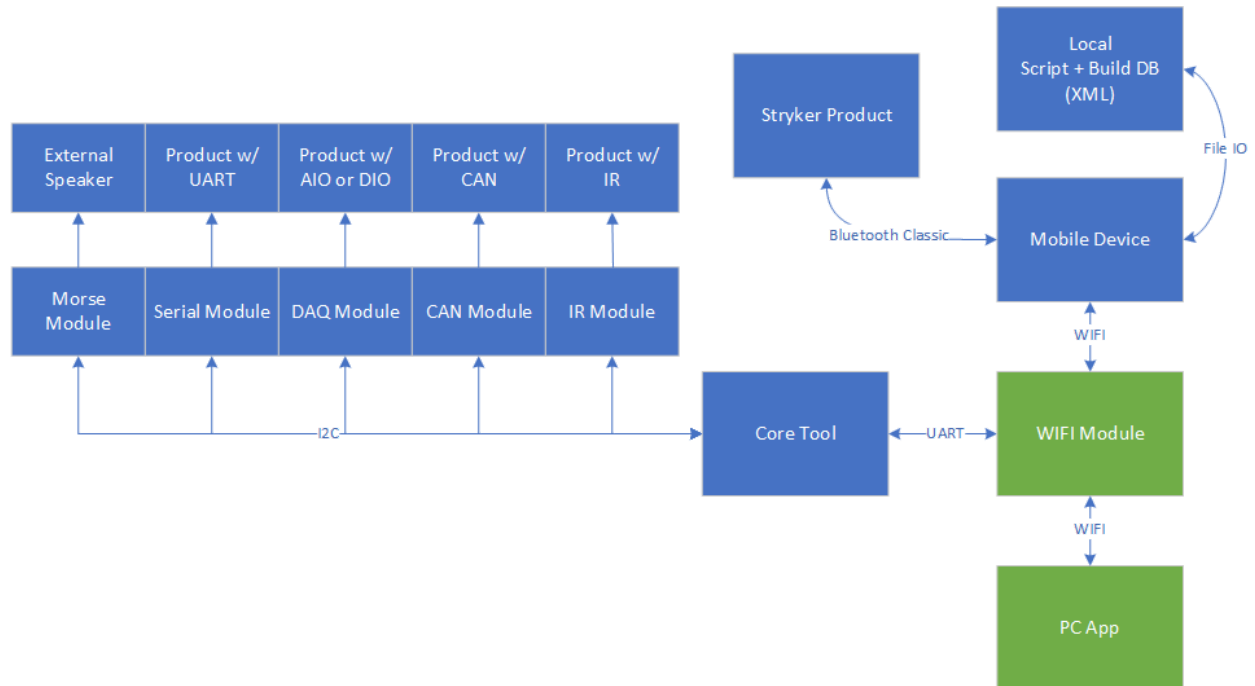 Local
Script + Build DB
(XML)
Stryker Product
File IO
External
Speaker
Product w/
UART
Product w/
AIO or DIO
Product w/
CAN
Product w/
IR
Bluetooth Classic
Mobile Device
Morse
Module
Serial Module
DAQ Module
CAN Module
IR Module
WIFI
I2C
Core Tool
UART
WIFI Module
WIFI
PC App